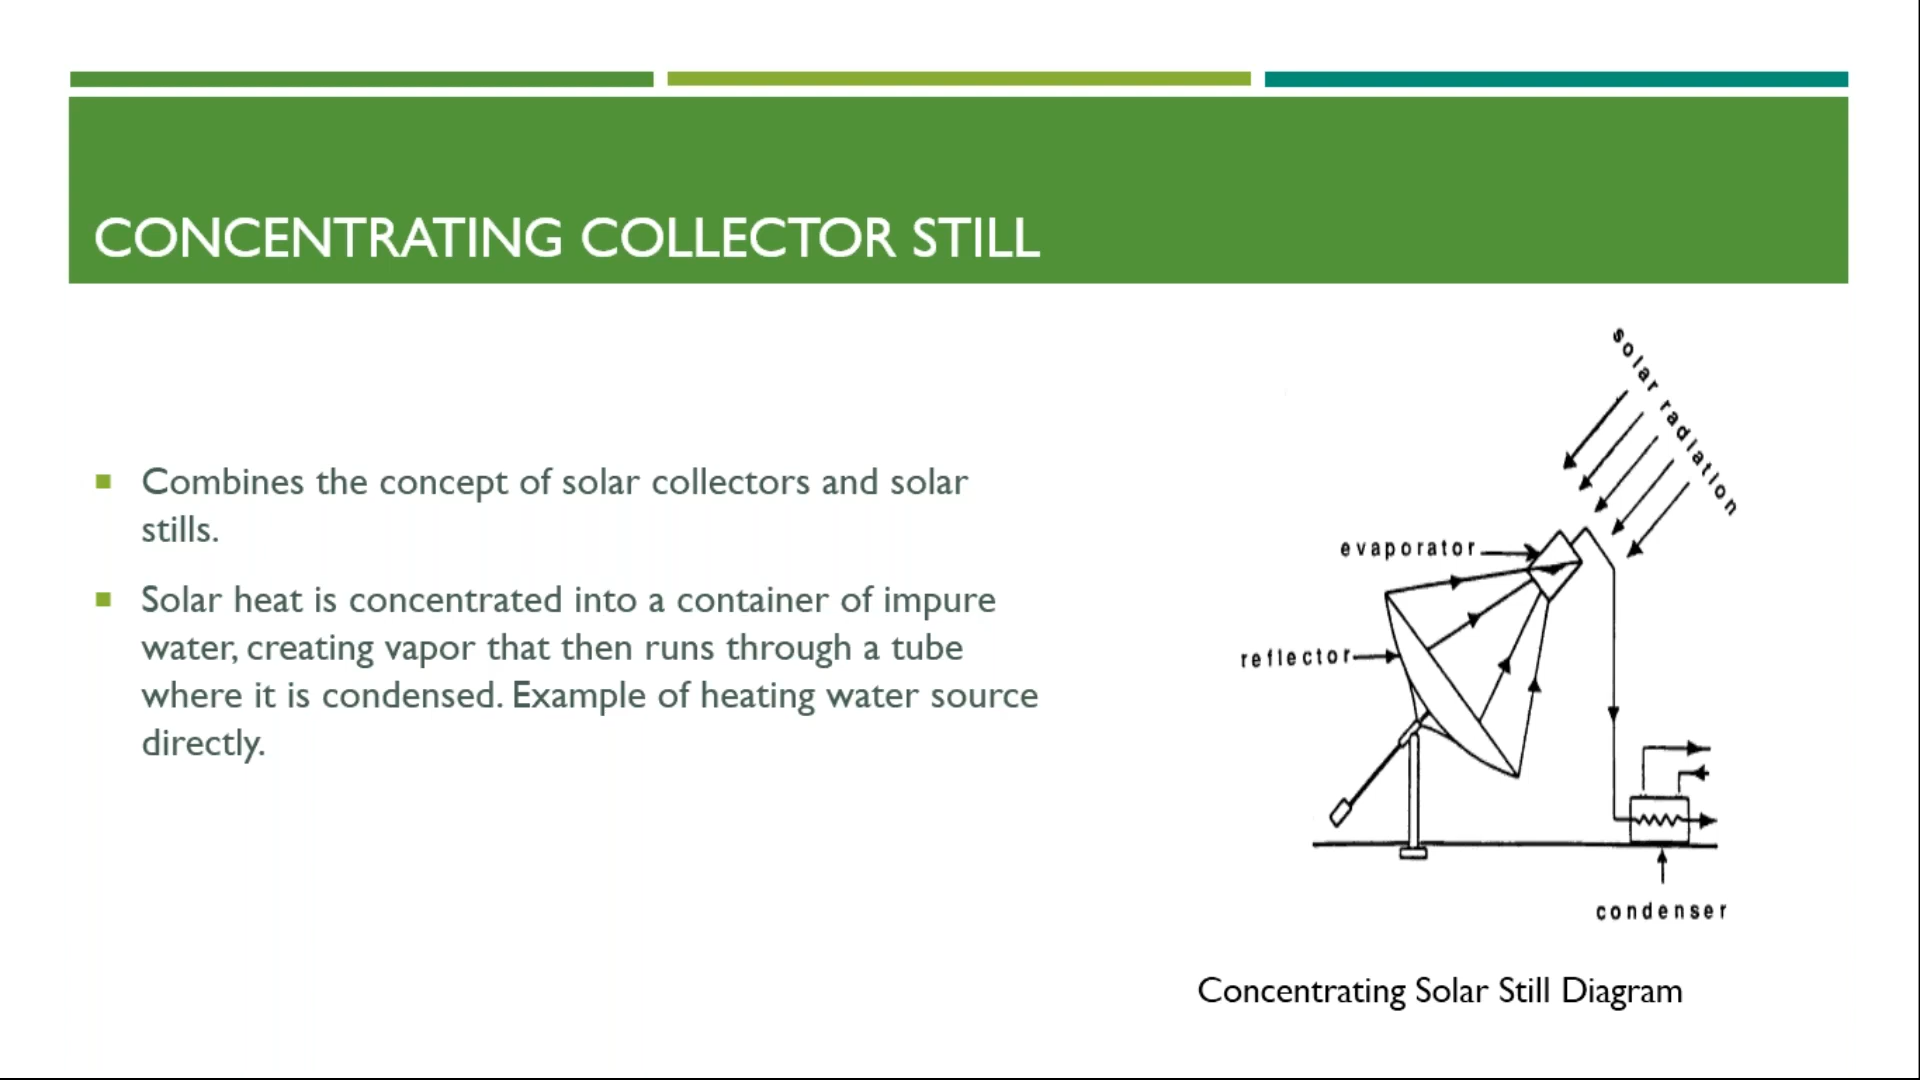 CONCENTRATING COLLECTOR STILL
Combines the concept of solar collectors and solar
stills.
Solar heat is concentrated into a container of impure
water, creating vapor that then runs through a tube
where it is condensed. Example of heating water source
directly.
solar radiation
evaporator
reflector
condenser
Concentrating Solar Still Diagram